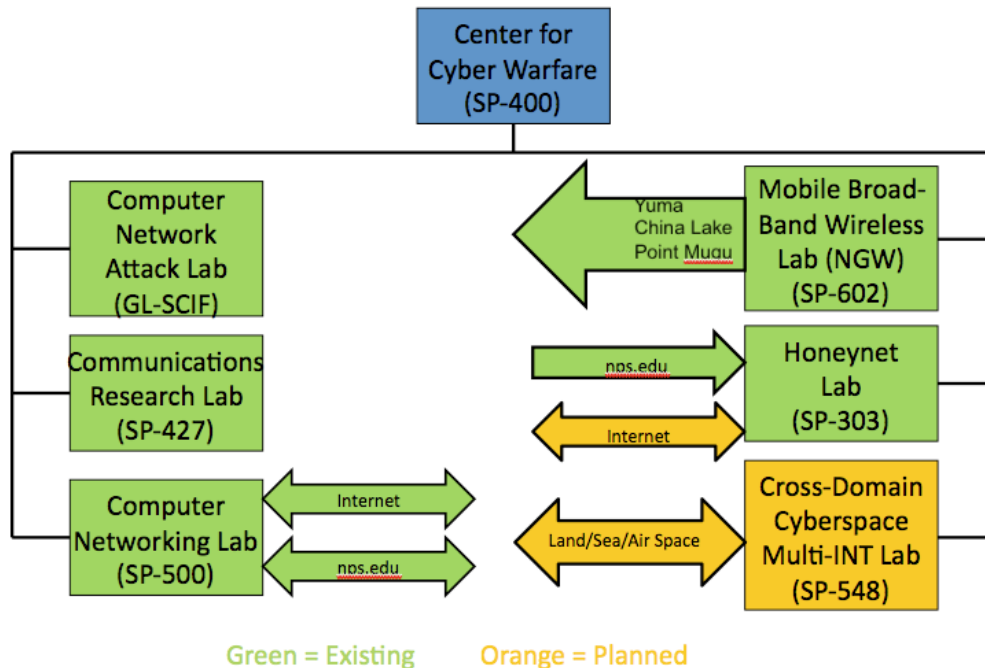 Center for
Cyber Warfare
(SP-400)
Computer
Network
Attack Lab
(GL-SCIF)
Yuma
China Lake
Point Mugu
Mobile Broad-
Band Wireless
Lab (NGW)
(SP-602)
Communications
Research Lab
(SP-427)
nps.edu
Internet
Honeynet
Lab
(SP-303)
Computer
Networking Lab
(SP-500)
Internet
nps.edu
Land/Sea/Air Space
Cross-Domain
Cyberspace
Multi-INT Lab
(SP-548)
Green = Existing
Orange = Planned